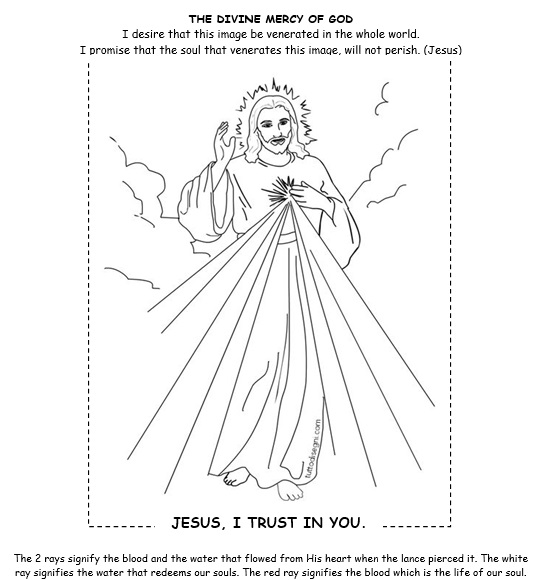 THE DIVINE MERCY OF GOD
I desire that this image be venerated in the whole world.
I promise that the soul that venerates this image, will not perish. (Jesus)
tuttodisegni.com
JESUS, I TRUST IN YOU.
The 2 rays signify the blood and the water that flowed from His heart when the lance pierced it. The white
ray signifies the water that redeems our souls. The red ray signifies the blood which is the life of our soul.